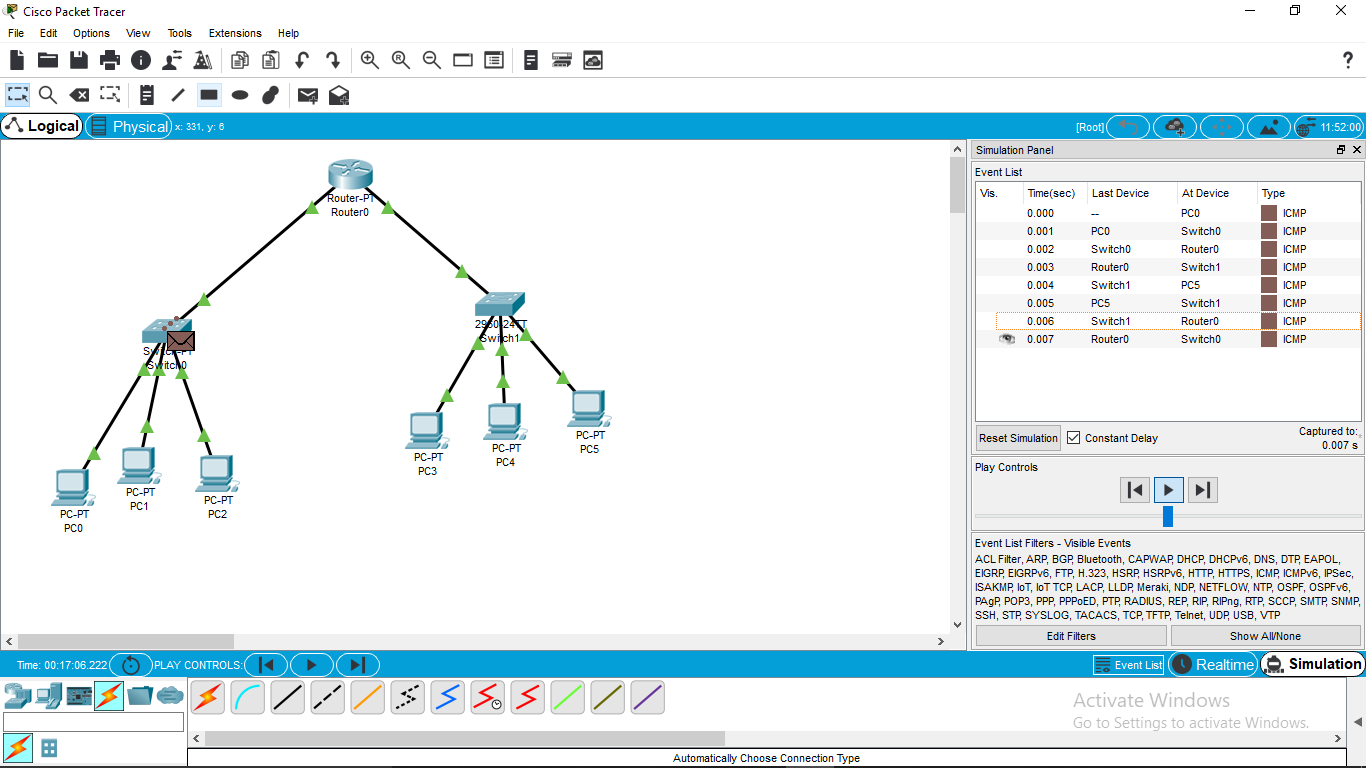 Cisco Packet Tracer
File Edit Options View Tools Extensions Help
Logical Physical x: 331, y: 6 [Root] 11:52:00
Router-PT
Router0
Switch-PT
Switch0
2960-24TT
Switch1
PC-PT
PC0
PC-PT
PC1
PC-PT
PC2
PC-PT
PC3
PC-PT
PC4
PC-PT
PC5
Simulation Panel
Event List
Vis. Time(sec) Last Device At Device Type
0.000 -- PC0 ICMP
0.001 PC0 Switch0 ICMP
0.002 Switch0 Router0 ICMP
0.003 Router0 Switch1 ICMP
0.004 Switch1 PC5 ICMP
0.005 PC5 Switch1 ICMP
0.006 Switch1 Router0 ICMP
0.007 Router0 Switch0 ICMP
Reset Simulation Constant Delay Captured to:
0.007 s
Play Controls
Event List Filters - Visible Events
ACL Filter, ARP, BGP, Bluetooth, CAPWAP, DHCP, DHCPv6, DNS, DTP, EAPOL,
EIGRP, EIGRPv6, FTP, H.323, HSRP, HSRPv6, HTTP, HTTPS, ICMP, ICMPv6, IPSec,
ISAKMP, IoT, IoT TCP, LACP, LLDP, Meraki, NDP, NETFLOW, NTP, OSPF, OSPFv6,
PAgP, POP3, PPP, PPPoED, PTP, RADIUS, REP, RIP, RIPng, RTP, SCCP, SMTP, SNMP,
SSH, STP, SYSLOG, TACACS, TCP, TFTP, Telnet, UDP, USB, VTP
Edit Filters Show All/None
Time: 00:17:06.222 PLAY CONTROLS: Event List Realtime Simulation
Activate Windows
Go to Settings to activate Windows.
Automatically Choose Connection Type